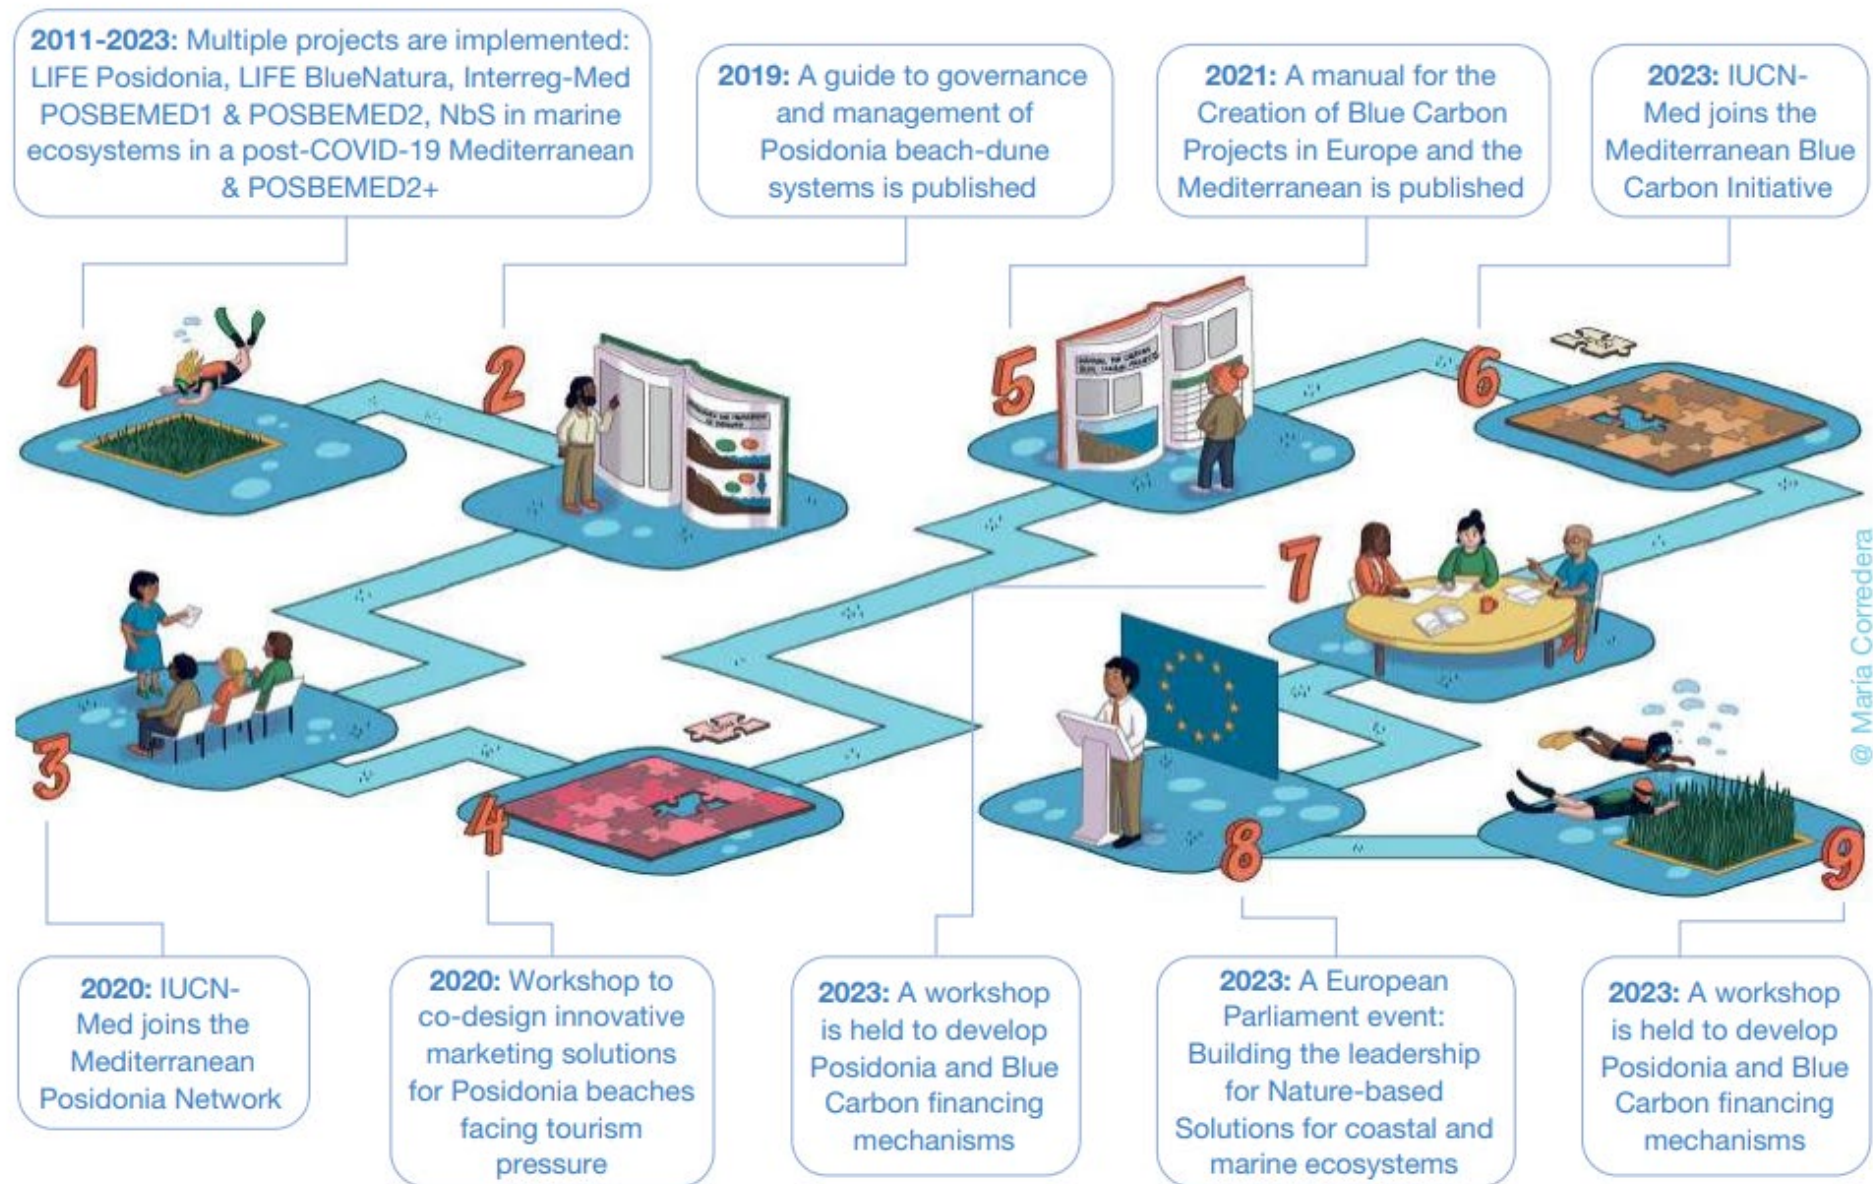 2011-2023: Multiple projects are implemented:
LIFE Posidonia, LIFE BlueNatura, Interreg-Med
POSBEMED1 & POSBEMED2, NbS in marine
ecosystems in a post-COVID-19 Mediterranean
& POSBEMED2+
2019: A guide to governance
and management of
Posidonia beach-dune
systems is published
2021: A manual for the
Creation of Blue Carbon
Projects in Europe and the
Mediterranean is published
2023: IUCN-
Med joins the
Mediterranean Blue
Carbon Initiative
1
2
5
6
MANUAL FOR CREATING
BLUE CARBON PROJECTS
7
3
4
8
9
@ María Corredera
2020: IUCN-
Med joins the
Mediterranean
Posidonia Network
2020: Workshop to
co-design innovative
marketing solutions
for Posidonia beaches
facing tourism
pressure
2023: A workshop
is held to develop
Posidonia and Blue
Carbon financing
mechanisms
2023: A European
Parliament event:
Building the leadership
for Nature-based
Solutions for coastal and
marine ecosystems
2023: A workshop
is held to develop
Posidonia and Blue
Carbon financing
mechanisms